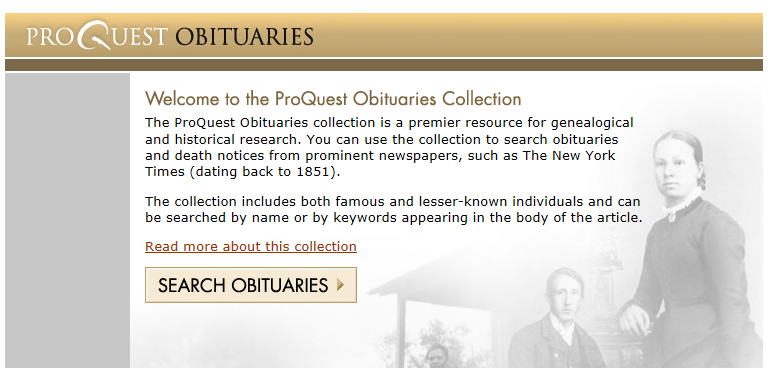 PROQUEST OBITUARIES
Welcome to the ProQuest Obituaries Collection
The ProQuest Obituaries collection is a premier resource for genealogical
and historical research. You can use the collection to search obituaries
and death notices from prominent newspapers, such as The New York
Times (dating back to 1851).
The collection includes both famous and lesser-known individuals and can
be searched by name or by keywords appearing in the body of the article.
Read more about this collection
SEARCH OBITUARIES